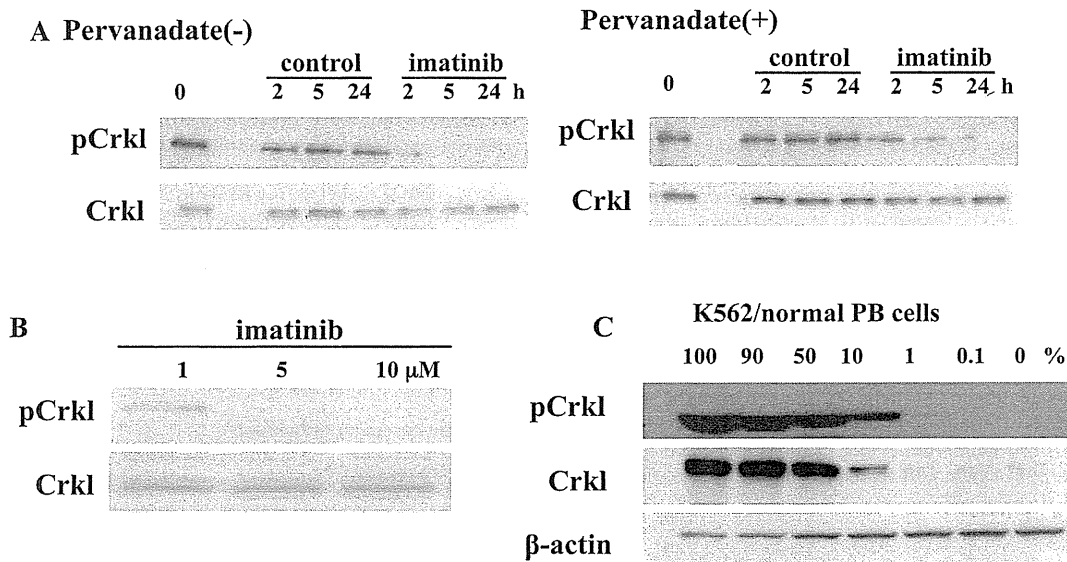 A Pervanadate(-)
control imatinib
0 2 5 24 2 5 24 h
pCrkl
Crkl
Pervanadate(+)
control imatinib
0 2 5 24 2 5 24 h
pCrkl
Crkl
B
imatinib
1 5 10 μM
pCrkl
Crkl
C K562/normal PB cells
100 90 50 10 1 0.1 0 %
pCrkl
Crkl
β-actin